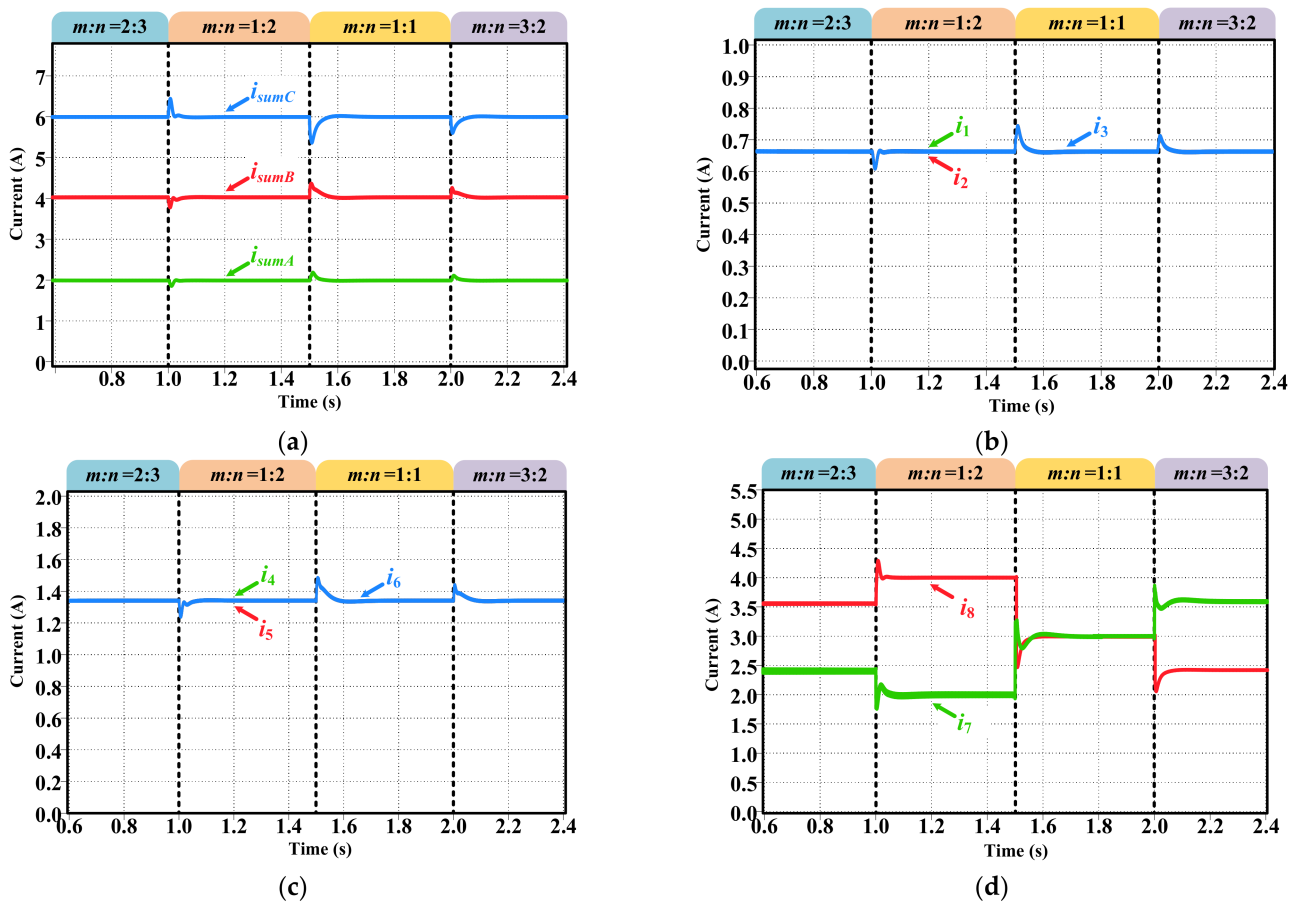 m:n =2:3 m:n =1:2 m:n =1:1 m:n =3:2
7
6
5
4
3
2
1
0
Current (A)
isumC
isumB
isumA
0.8 1.0 1.2 1.4 1.6 1.8 2.0 2.2 2.4
Time (s)
(a)
m:n =2:3 m:n =1:2 m:n =1:1 m:n =3:2
1.0
0.9
0.8
0.7
0.6
0.5
0.4
0.3
0.2
0.1
0.0
Current (A)
i1
i3
i2
0.6 0.8 1.0 1.2 1.4 1.6 1.8 2.0 2.2 2.4
Time (s)
(b)
m:n =2:3 m:n =1:2 m:n =1:1 m:n =3:2
2.0
1.8
1.6
1.4
1.2
1.0
0.8
0.6
0.4
0.2
0.0
Current (A)
i4
i6
i5
0.6 0.8 1.0 1.2 1.4 1.6 1.8 2.0 2.2 2.4
Time (s)
(c)
m:n =2:3 m:n =1:2 m:n =1:1 m:n =3:2
5.5
5.0
4.5
4.0
3.5
3.0
2.5
2.0
1.5
1.0
0.5
0.0
Current (A)
i8
i7
0.6 0.8 1.0 1.2 1.4 1.6 1.8 2.0 2.2 2.4
Time (s)
(d)